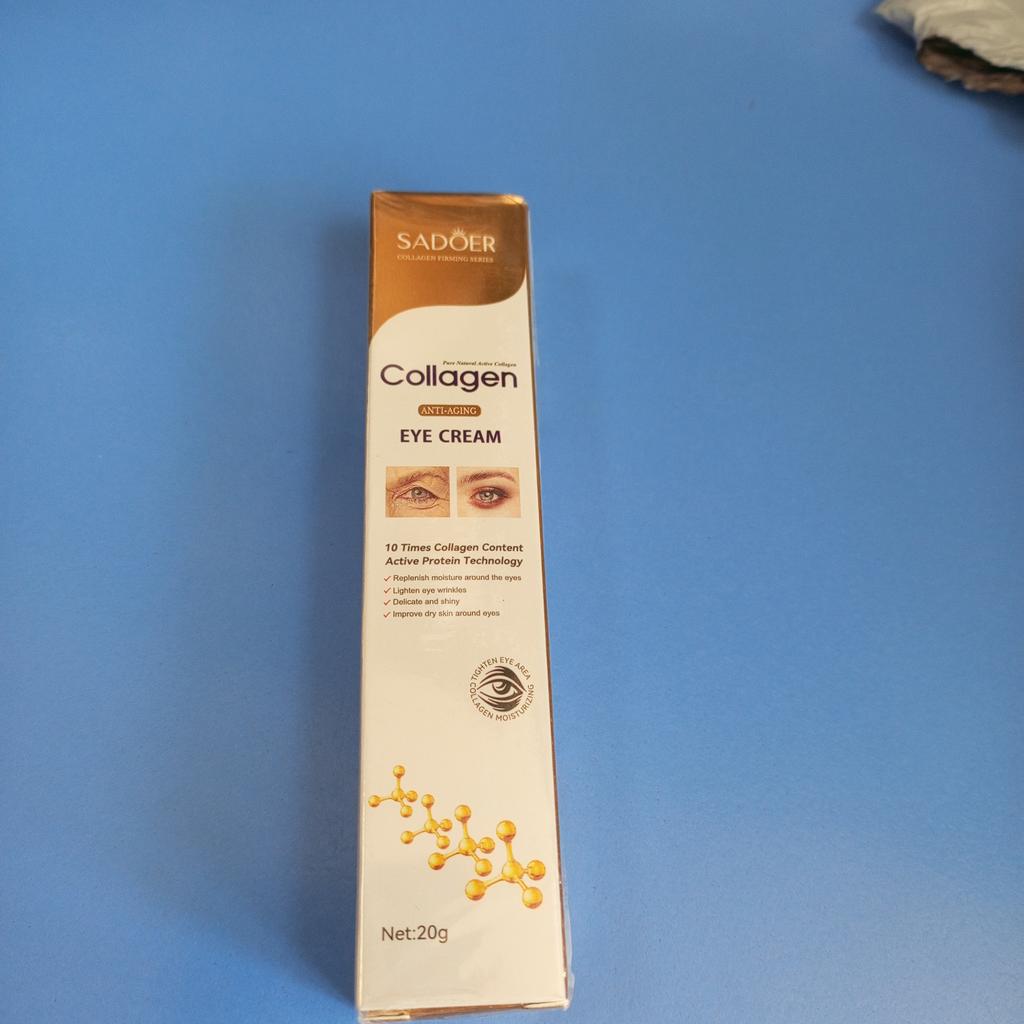 SADOER
COLLAGEN FIRMING SERIES
Pure Natural Active Collagen
Collagen
ANTI-AGING
EYE CREAM
10 Times Collagen Content
Active Protein Technology
Replenish moisture around the eyes
Lighten eye wrinkles
Delicate and shiny
Improve dry skin around eyes
TIGHTEN EYE AREA
COLLAGEN MOISTURIZING
Net:20g